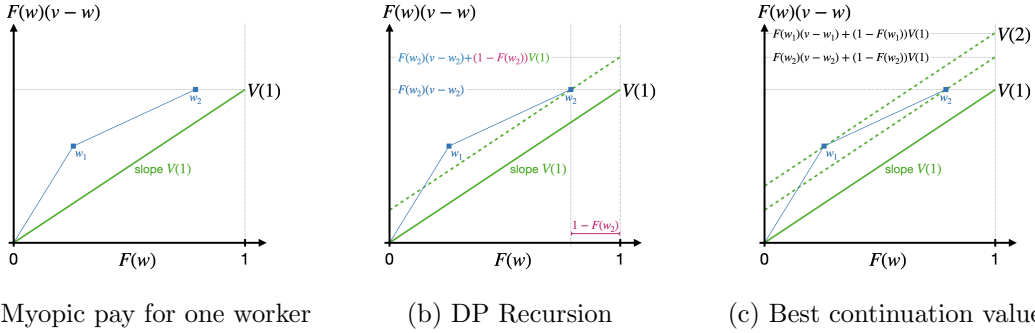 F(w)(v − w)
V(1)
w₂
w₁
slope V(1)
0
F(w)
1
Myopic pay for one worker
F(w)(v − w)
F(w₂)(v − w₂)+(1 − F(w₂))V(1)
F(w₂)(v − w₂)
V(1)
w₂
w₁
slope V(1)
1 − F(w₂)
0
F(w)
1
(b) DP Recursion
F(w)(v − w)
F(w₁)(v − w₁) + (1 − F(w₁))V(1)
V(2)
F(w₂)(v − w₂) + (1 − F(w₂))V(1)
V(1)
w₂
w₁
slope V(1)
0
F(w)
1
(c) Best continuation value